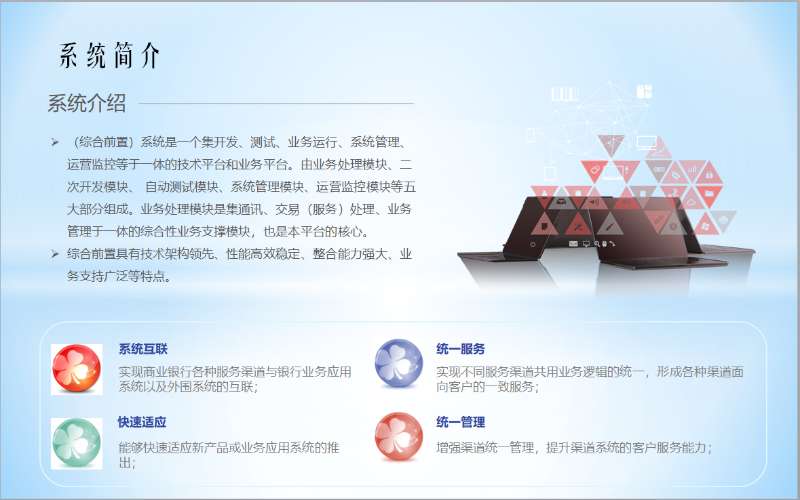 系统简介
系统介绍
（综合前置）系统是一个集开发、测试、业务运行、系统管理、
运营监控等于一体的技术平台和业务平台。由业务处理模块、二
次开发模块、 自动测试模块、系统管理模块、运营监控模块等五
大部分组成。业务处理模块是集通讯、交易（服务）处理、业务
管理于一体的综合性业务支撑模块，也是本平台的核心。
综合前置具有技术架构领先、性能高效稳定、整合能力强大、业
务支持广泛等特点。
系统互联
实现商业银行各种服务渠道与银行业务应用
系统以及外围系统的互联；
统一服务
实现不同服务渠道共用业务逻辑的统一，形成各种渠道面
向客户的一致服务；
快速适应
能够快速适应新产品或业务应用系统的推
出；
统一管理
增强渠道统一管理，提升渠道系统的客户服务能力；